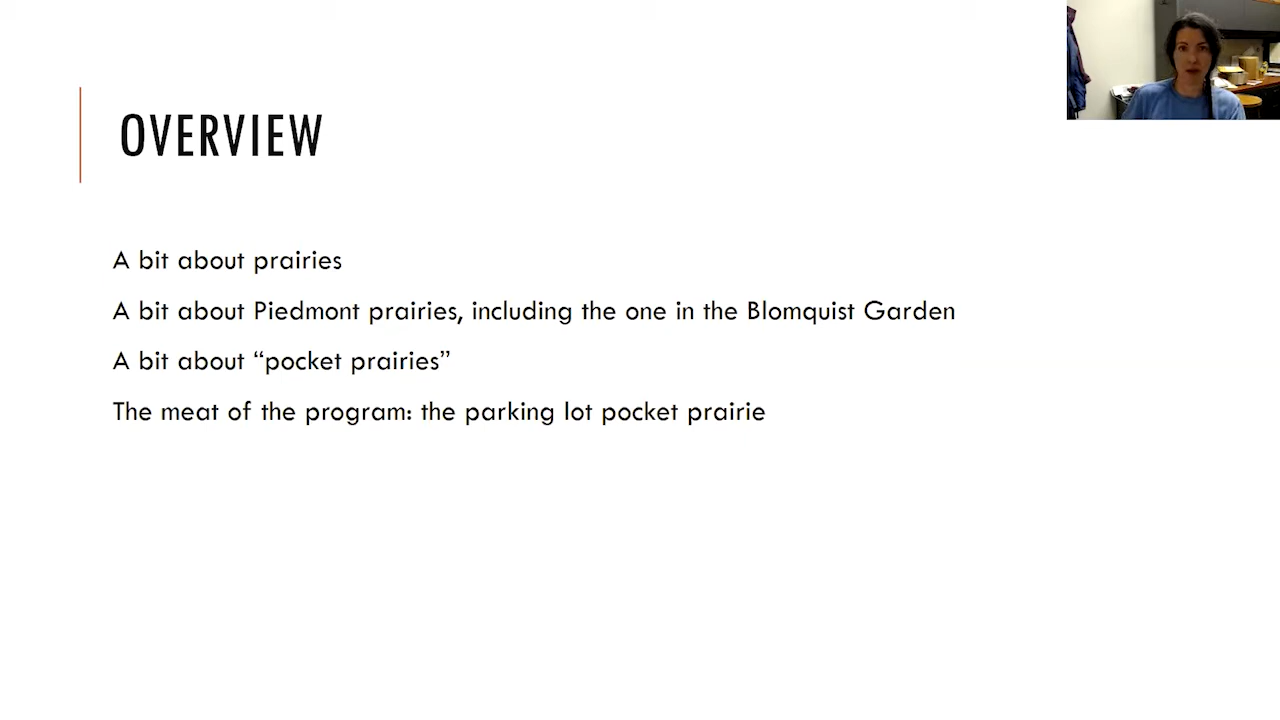 OVERVIEW
A bit about prairies
A bit about Piedmont prairies, including the one in the Blomquist Garden
A bit about “pocket prairies”
The meat of the program: the parking lot pocket prairie